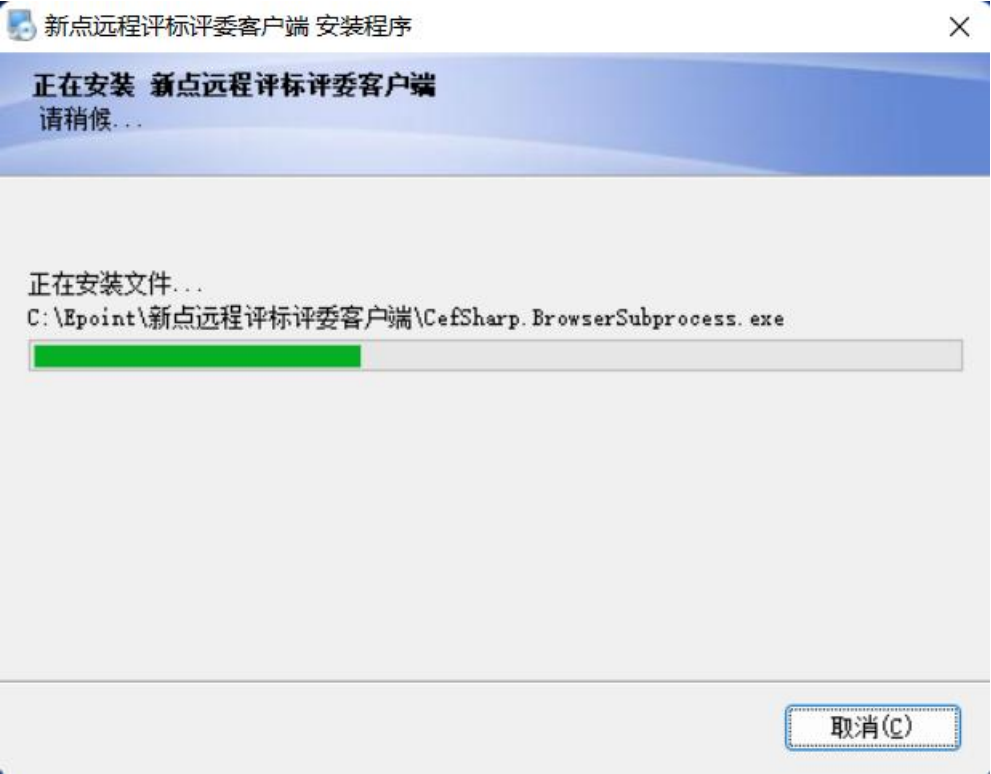 新点远程评标评委客户端 安装程序
正在安装 新点远程评标评委客户端
请稍候...
正在安装文件...
C:\Epoint\新点远程评标评委客户端\CefSharp.BrowserSubprocess.exe
取消(C)